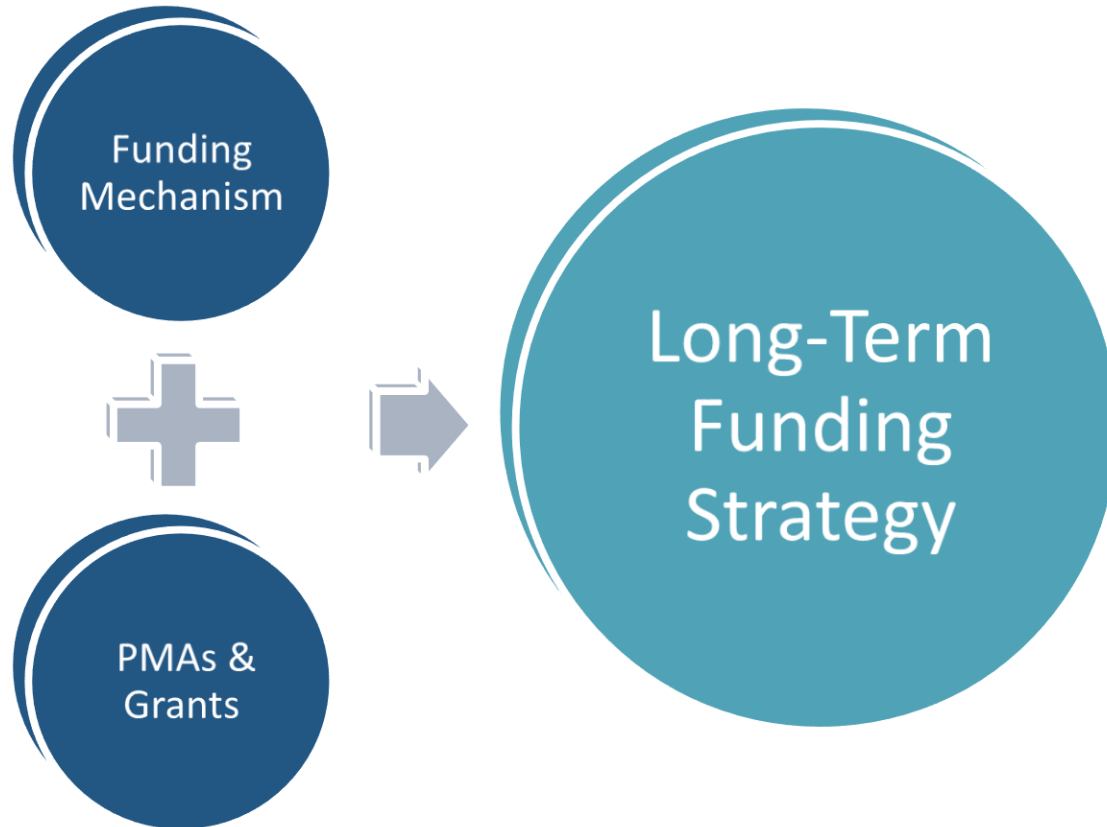 Funding
Mechanism
PMAs &
Grants
Long-Term
Funding
Strategy